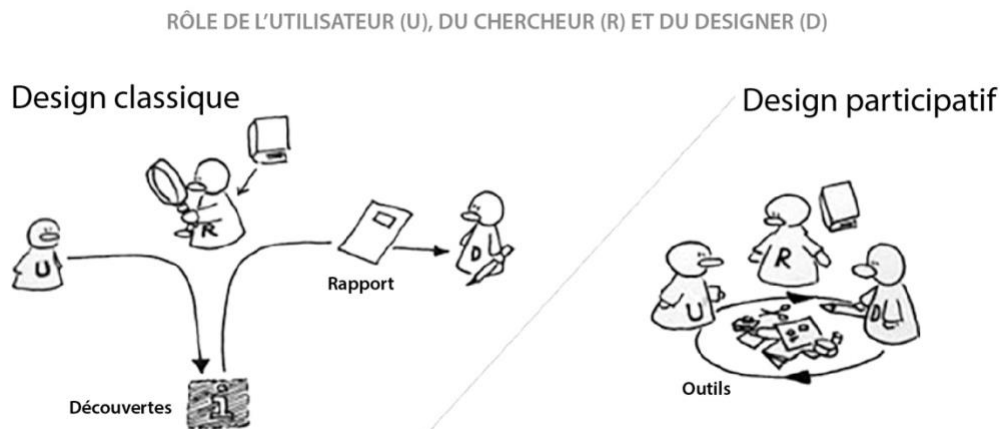 RÔLE DE L'UTILISATEUR (U), DU CHERCHEUR (R) ET DU DESIGNER (D)
Design classique
U
R
Rapport
D
Découvertes
i
Design participatif
U
R
D
Outils